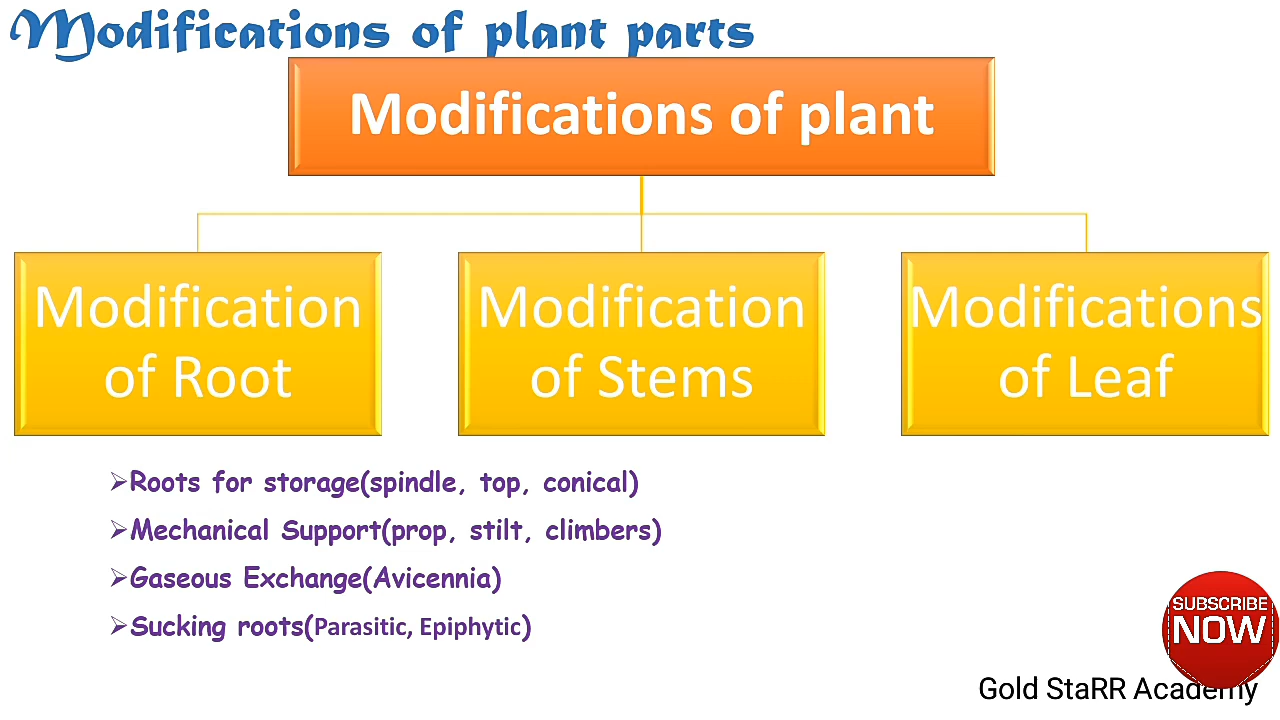 Modifications of plant parts
Modifications of plant
Modification
of Root
Modification
of Stems
Modifications
of Leaf
➢Roots for storage(spindle, top, conical)
➢Mechanical Support(prop, stilt, climbers)
➢Gaseous Exchange(Avicennia)
➢Sucking roots(Parasitic, Epiphytic)
SUBSCRIBE
NOW
Gold StaRR Academy